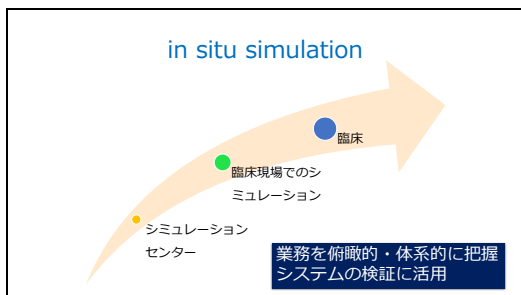 in situ simulation
臨床
臨床現場でのシ
ミュレーション
シミュレーション
センター
業務を俯瞰的・体系的に把握
システムの検証に活用